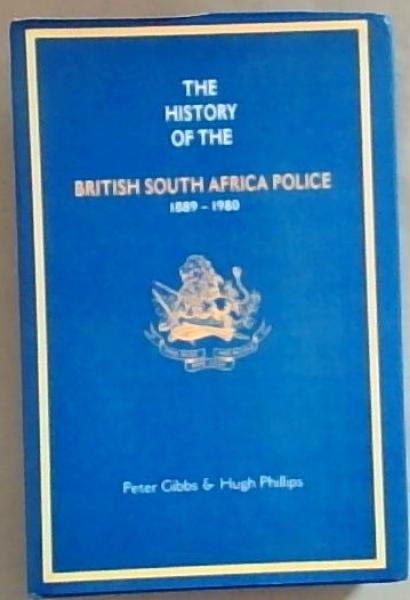 THE
HISTORY
OF THE
BRITISH SOUTH AFRICA POLICE
1889 – 1980
Peter Gibbs & Hugh Phillips